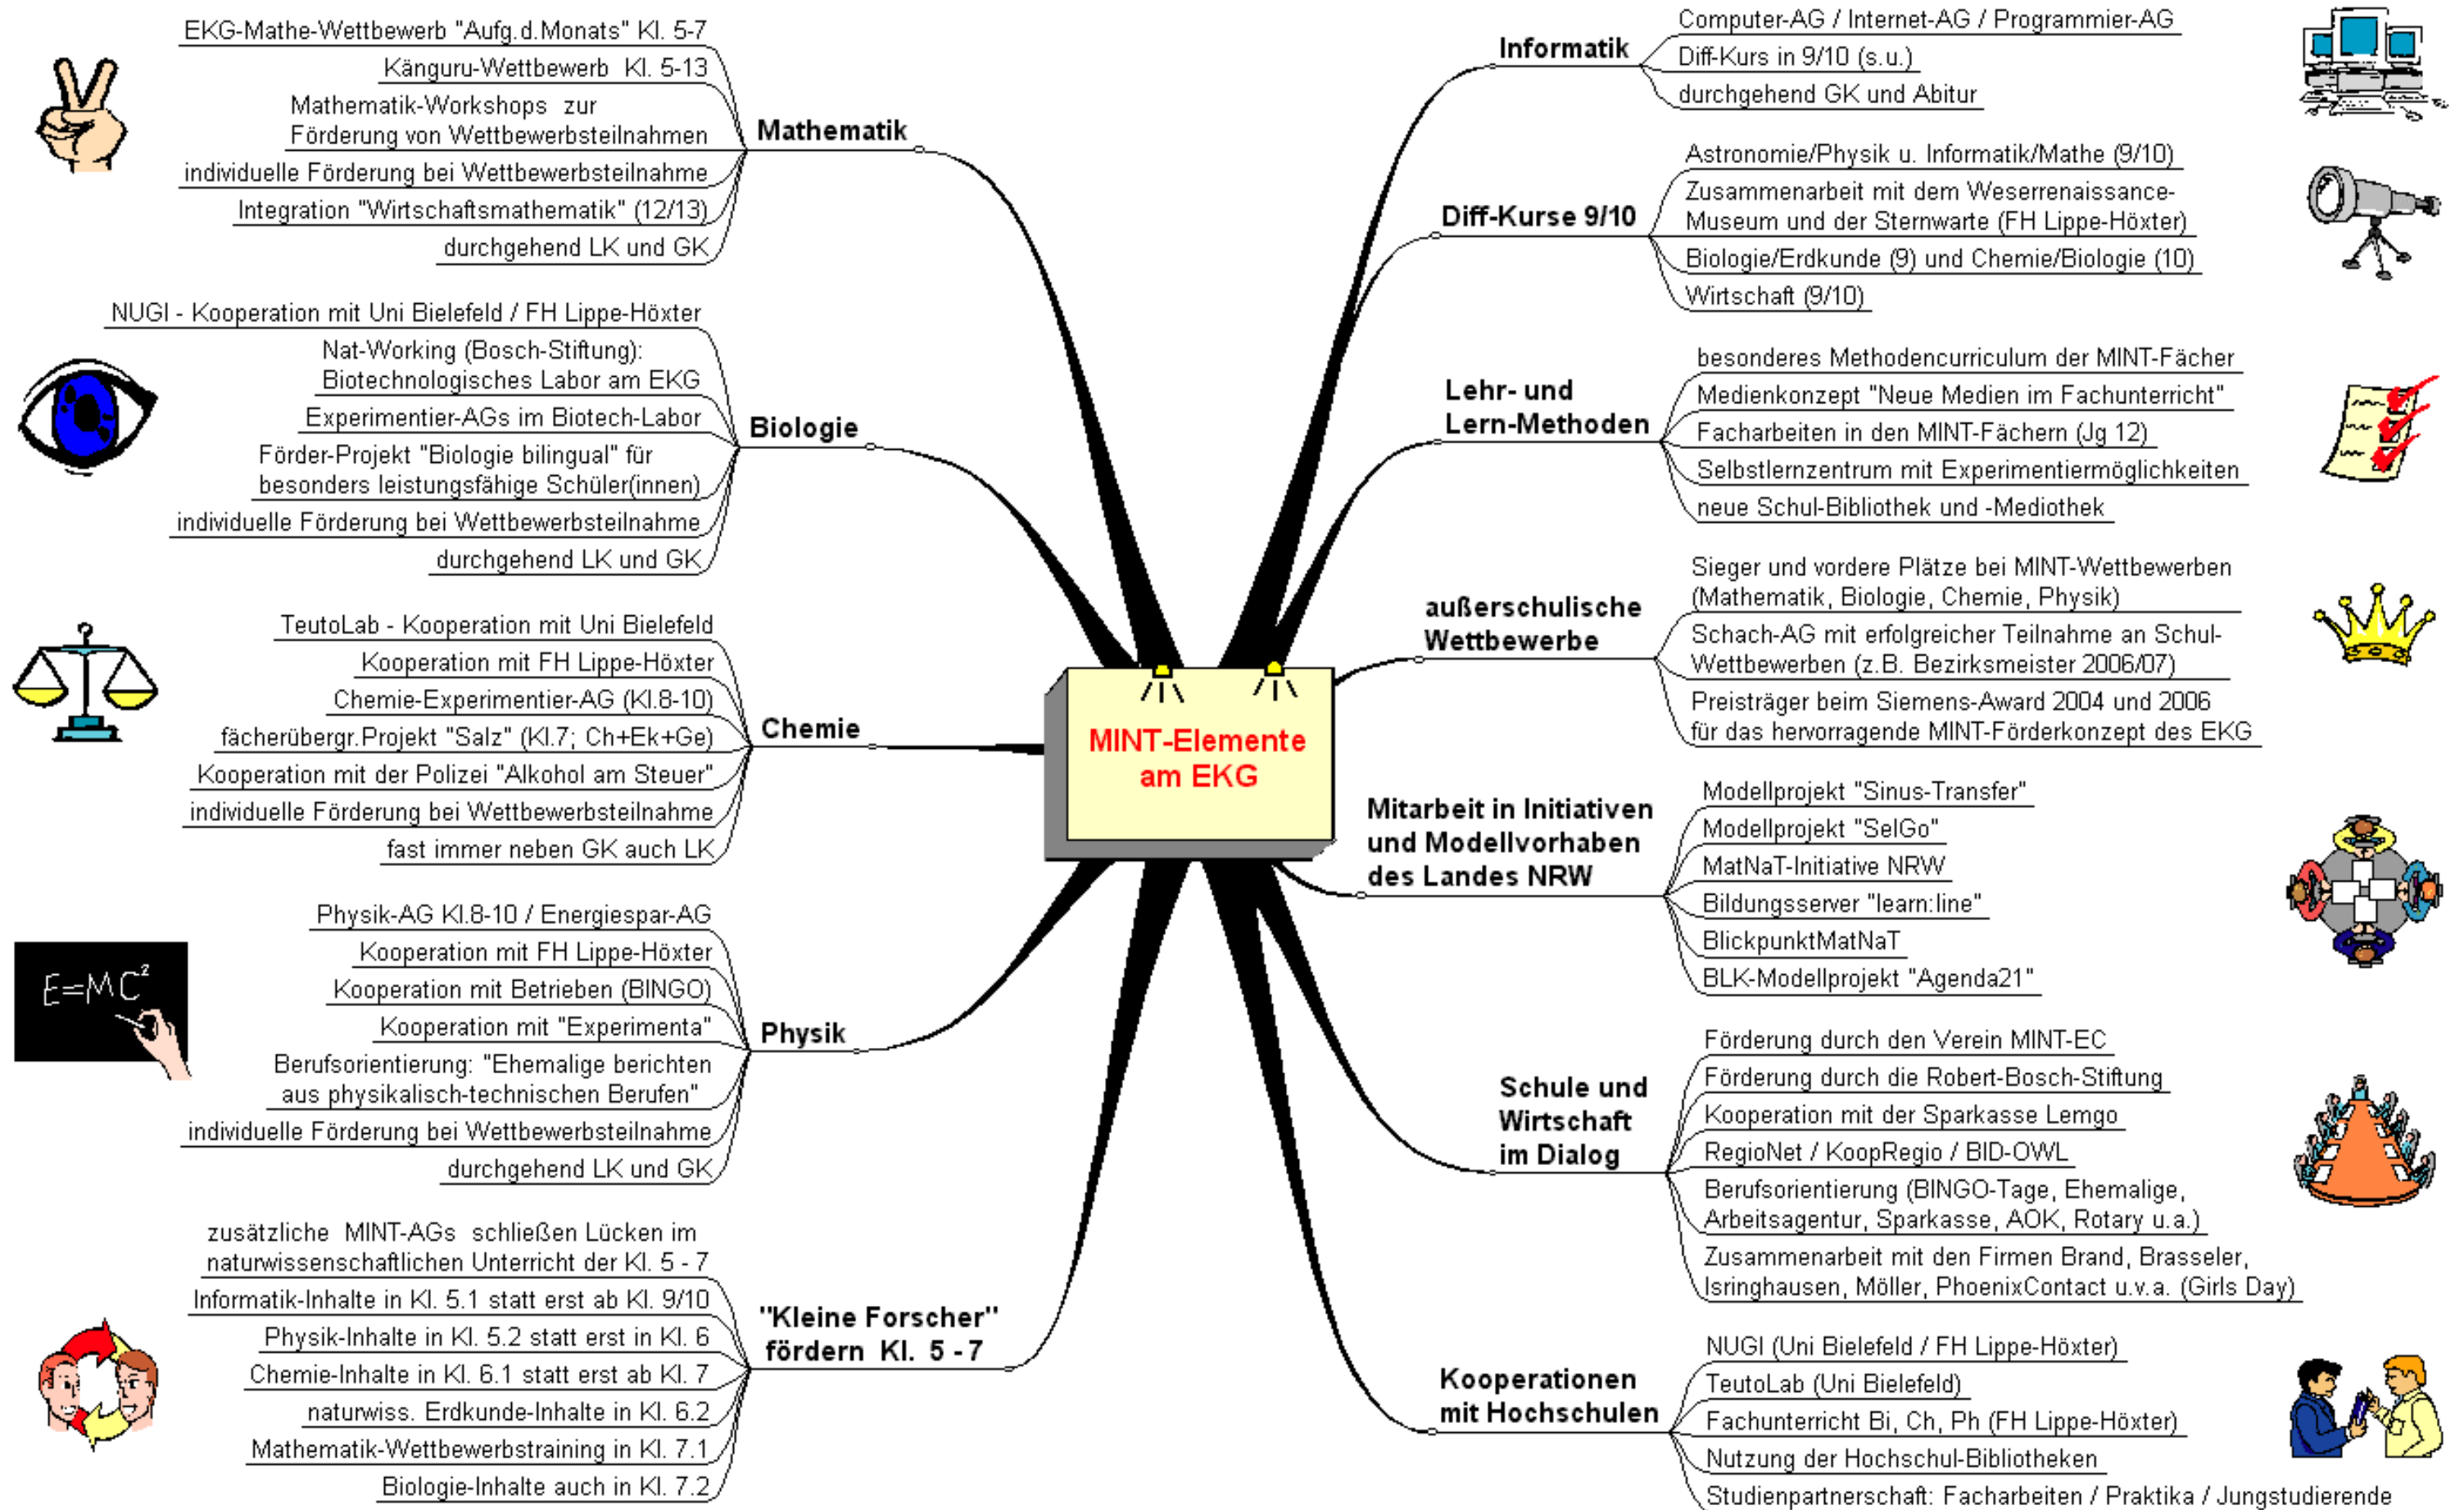 EKG-Mathe-Wettbewerb "Aufg.d.Monats" Kl. 5-7
Känguru-Wettbewerb Kl. 5-13
Mathematik-Workshops zur
Förderung von Wettbewerbsteilnahmen
individuelle Förderung bei Wettbewerbsteilnahme
Integration "Wirtschaftsmathematik" (12/13)
durchgehend LK und GK
Mathematik
NUGI - Kooperation mit Uni Bielefeld / FH Lippe-Höxter
Nat-Working (Bosch-Stiftung):
Biotechnologisches Labor am EKG
Experimentier-AGs im Biotech-Labor
Förder-Projekt "Biologie bilingual" für
besonders leistungsfähige Schüler(innen)
individuelle Förderung bei Wettbewerbsteilnahme
durchgehend LK und GK
Biologie
TeutoLab - Kooperation mit Uni Bielefeld
Kooperation mit FH Lippe-Höxter
Chemie-Experimentier-AG (Kl.8-10)
fächerübergr.Projekt "Salz" (Kl.7; Ch+Ek+Ge)
Kooperation mit der Polizei "Alkohol am Steuer"
individuelle Förderung bei Wettbewerbsteilnahme
fast immer neben GK auch LK
Chemie
Physik-AG Kl.8-10 / Energiespar-AG
Kooperation mit FH Lippe-Höxter
Kooperation mit Betrieben (BINGO)
Kooperation mit "Experimenta"
Berufsorientierung: "Ehemalige berichten
aus physikalisch-technischen Berufen"
individuelle Förderung bei Wettbewerbsteilnahme
durchgehend LK und GK
Physik
E=MC²
zusätzliche MINT-AGs schließen Lücken im
naturwissenschaftlichen Unterricht der Kl. 5 - 7
Informatik-Inhalte in Kl. 5.1 statt erst ab Kl. 9/10
Physik-Inhalte in Kl. 5.2 statt erst in Kl. 6
Chemie-Inhalte in Kl. 6.1 statt erst ab Kl. 7
naturwiss. Erdkunde-Inhalte in Kl. 6.2
Mathematik-Wettbewerbstraining in Kl. 7.1
Biologie-Inhalte auch in Kl. 7.2
"Kleine Forscher"
fördern Kl. 5 - 7
MINT-Elemente
am EKG
Informatik
Computer-AG / Internet-AG / Programmier-AG
Diff-Kurs in 9/10 (s.u.)
durchgehend GK und Abitur
Diff-Kurse 9/10
Astronomie/Physik u. Informatik/Mathe (9/10)
Zusammenarbeit mit dem Weserrenaissance-
Museum und der Sternwarte (FH Lippe-Höxter)
Biologie/Erdkunde (9) und Chemie/Biologie (10)
Wirtschaft (9/10)
Lehr- und
Lern-Methoden
besonderes Methodencurriculum der MINT-Fächer
Medienkonzept "Neue Medien im Fachunterricht"
Facharbeiten in den MINT-Fächern (Jg 12)
Selbstlernzentrum mit Experimentiermöglichkeiten
neue Schul-Bibliothek und -Mediothek
außerschulische
Wettbewerbe
Sieger und vordere Plätze bei MINT-Wettbewerben
(Mathematik, Biologie, Chemie, Physik)
Schach-AG mit erfolgreicher Teilnahme an Schul-
Wettbewerben (z.B. Bezirksmeister 2006/07)
Preisträger beim Siemens-Award 2004 und 2006
für das hervorragende MINT-Förderkonzept des EKG
Mitarbeit in Initiativen
und Modellvorhaben
des Landes NRW
Modellprojekt "Sinus-Transfer"
Modellprojekt "SelGo"
MatNaT-Initiative NRW
Bildungsserver "learn:line"
BlickpunktMatNaT
BLK-Modellprojekt "Agenda21"
Schule und
Wirtschaft
im Dialog
Förderung durch den Verein MINT-EC
Förderung durch die Robert-Bosch-Stiftung
Kooperation mit der Sparkasse Lemgo
RegioNet / KoopRegio / BID-OWL
Berufsorientierung (BINGO-Tage, Ehemalige,
Arbeitsagentur, Sparkasse, AOK, Rotary u.a.)
Zusammenarbeit mit den Firmen Brand, Brasseler,
Isringhausen, Möller, PhoenixContact u.v.a. (Girls Day)
Kooperationen
mit Hochschulen
NUGI (Uni Bielefeld / FH Lippe-Höxter)
TeutoLab (Uni Bielefeld)
Fachunterricht Bi, Ch, Ph (FH Lippe-Höxter)
Nutzung der Hochschul-Bibliotheken
Studienpartnerschaft: Facharbeiten / Praktika / Jungstudierende